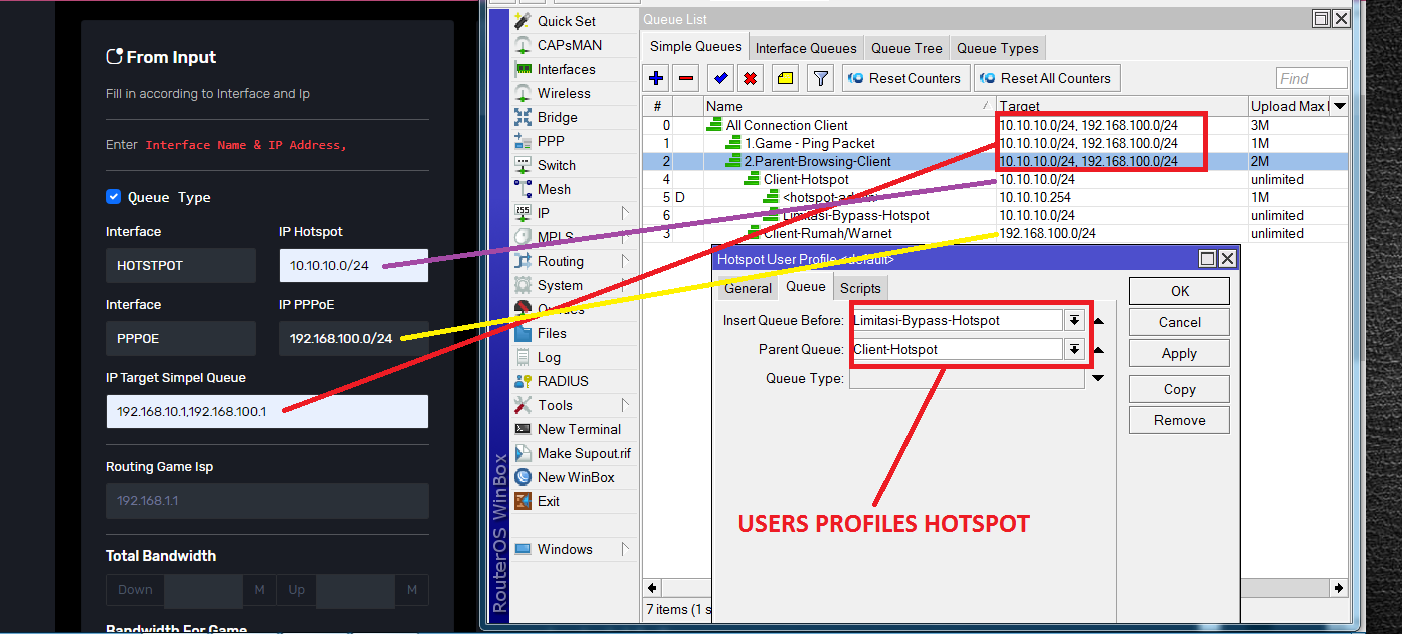 From Input
Fill in according to Interface and Ip
Enter Interface Name & IP Address,
Queue Type
Interface IP Hotspot
HOTSTPOT 10.10.10.0/24
Interface IP PPPoE
PPPOE 192.168.100.0/24
IP Target Simpel Queue
192.168.10.1,192.168.100.1
Routing Game Isp
192.168.1.1
Total Bandwidth
Down M Up M
Bandwidth For Game
RouterOS WinBox
Quick Set
CAPsMAN
Interfaces
Wireless
Bridge
PPP
Switch
Mesh
IP
MPLS
Routing
System
Queues
Files
Log
RADIUS
Tools
New Terminal
Make Supout.rif
New WinBox
Exit
Windows
Queue List
Simple Queues Interface Queues Queue Tree Queue Types
Reset Counters Reset All Counters Find
# Name Target Upload Max
0 All Connection Client 10.10.10.0/24, 192.168.100.0/24 3M
1 1.Game - Ping Packet 10.10.10.0/24, 192.168.100.0/24 1M
2 2.Parent-Browsing-Client 10.10.10.0/24, 192.168.100.0/24 2M
4 Client-Hotspot 10.10.10.0/24 unlimited
5 D 10.10.10.254 1M
6 Limitasi-Bypass-Hotspot 10.10.10.0/24 unlimited
3 Client-Rumah/Warnet 192.168.100.0/24 unlimited
Hotspot User Profile <default>
General Queue Scripts
Insert Queue Before: Limitasi-Bypass-Hotspot
Parent Queue: Client-Hotspot
Queue Type:
OK
Cancel
Apply
Copy
Remove
USERS PROFILES HOTSPOT
7 items (1 s